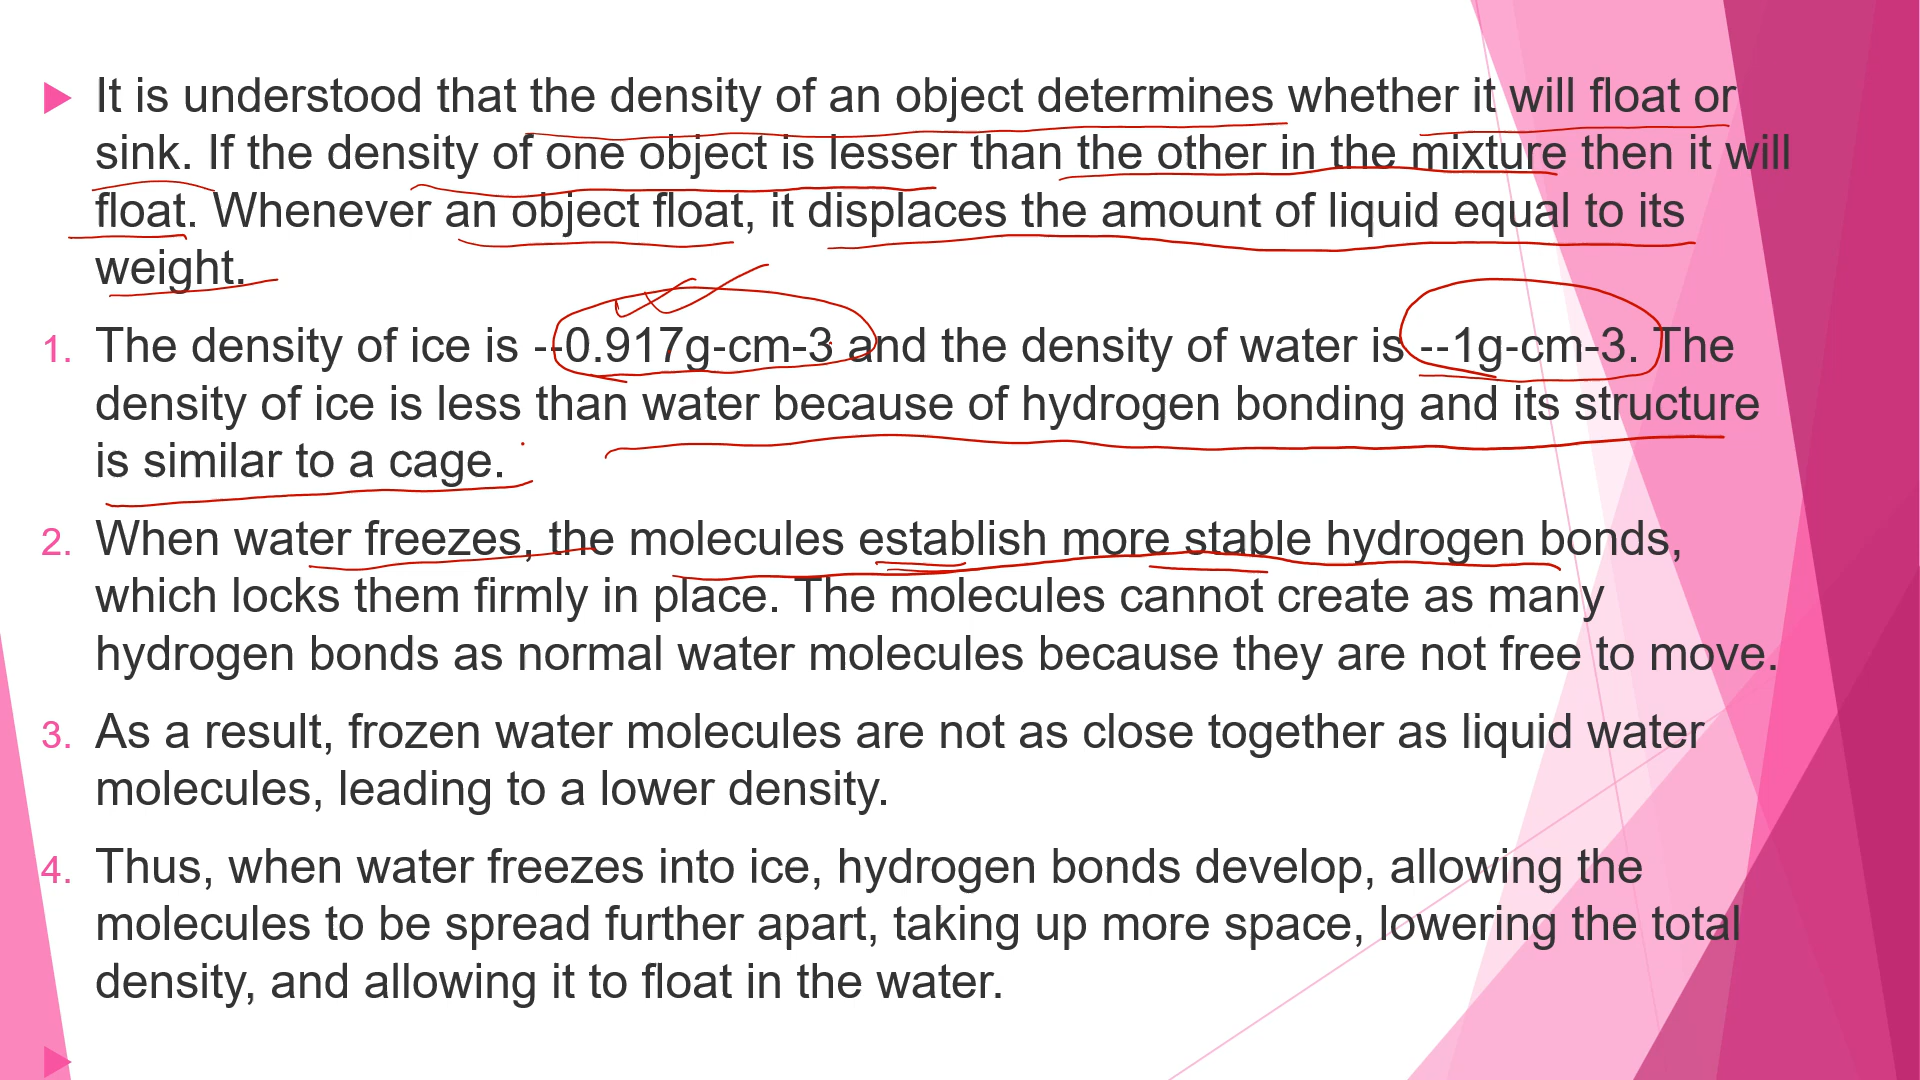 It is understood that the density of an object determines whether it will float or
sink. If the density of one object is lesser than the other in the mixture then it will
float. Whenever an object float, it displaces the amount of liquid equal to its
weight.
1. The density of ice is --0.917g-cm-3 and the density of water is --1g-cm-3. The
density of ice is less than water because of hydrogen bonding and its structure
is similar to a cage.
2. When water freezes, the molecules establish more stable hydrogen bonds,
which locks them firmly in place. The molecules cannot create as many
hydrogen bonds as normal water molecules because they are not free to move.
3. As a result, frozen water molecules are not as close together as liquid water
molecules, leading to a lower density.
4. Thus, when water freezes into ice, hydrogen bonds develop, allowing the
molecules to be spread further apart, taking up more space, lowering the total
density, and allowing it to float in the water.